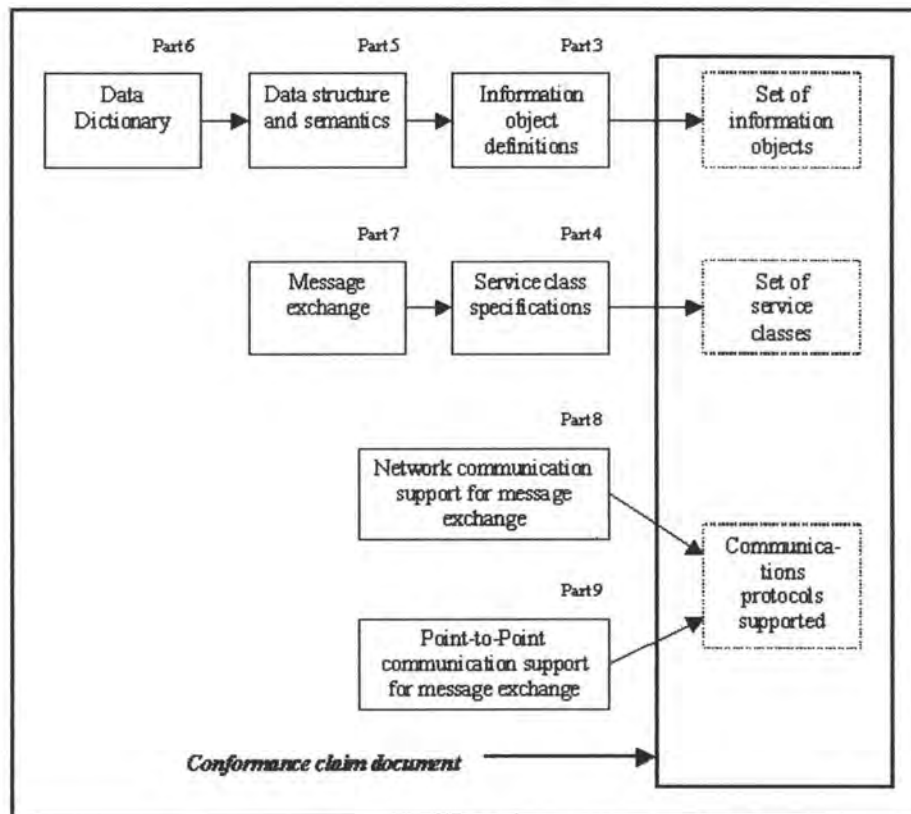 Part6
Part5
Part3
Data
Dictionary
Data structure
and semantics
Information
object
definitions
Set of
information
objects
Part7
Part4
Message
exchange
Service class
specifications
Set of
service
classes
Part8
Network communication
support for message
exchange
Communica-
tions
protocols
supported
Part9
Point-to-Point
communication support
for message exchange
Conformance claim document